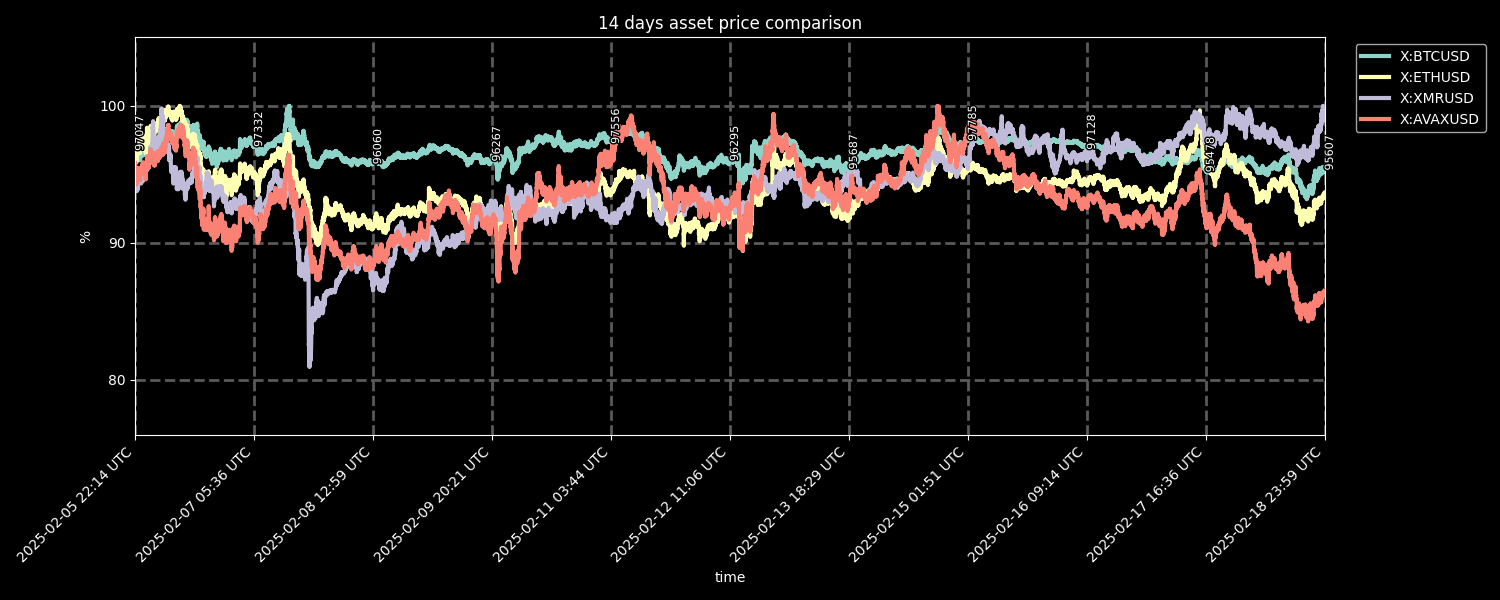 14 days asset price comparison
X:BTCUSD
X:ETHUSD
X:XMRUSD
X:AVAXUSD
100
90
80
%
97047
97332
96060
96267
97556
96295
95687
97785
97128
95478
95607
2025-02-05 22:14 UTC
2025-02-07 05:36 UTC
2025-02-08 12:59 UTC
2025-02-09 20:21 UTC
2025-02-11 03:44 UTC
2025-02-12 11:06 UTC
2025-02-13 18:29 UTC
2025-02-15 01:51 UTC
2025-02-16 09:14 UTC
2025-02-17 16:36 UTC
2025-02-18 23:59 UTC
time